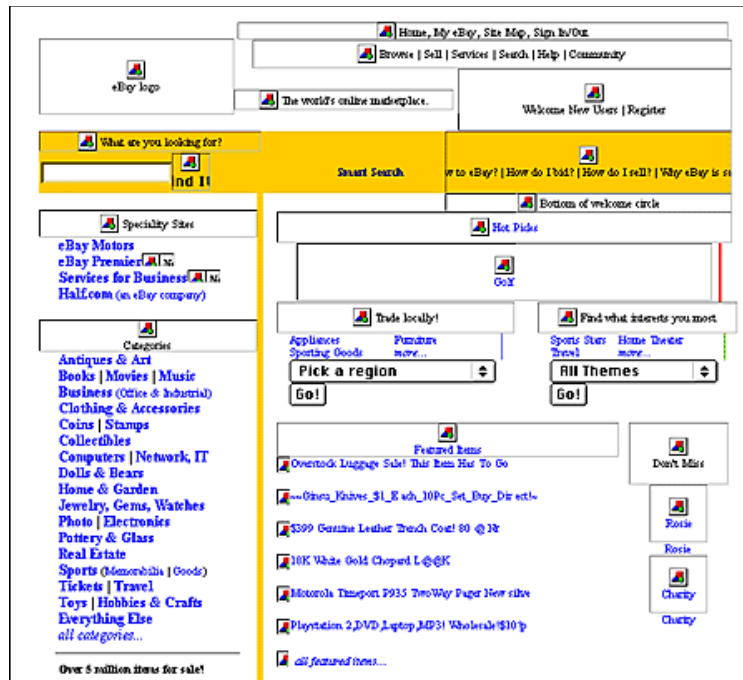 Home, My eBay, Site Map, Sign In/Out
Browse | Sell | Services | Search | Help | Community
eBay logo
The world's online marketplace.
Welcome New Users | Register
What are you looking for?
Smart Search
w to eBay? | How do I bid? | How do I sell? | Why eBay is s
Bottom of welcome circle
Speciality Sites
eBay Motors
eBay Premier
Services for Business
Half.com (an eBay company)
Categories
Antiques & Art
Books | Movies | Music
Business (Office & Industrial)
Clothing & Accessories
Coins | Stamps
Collectibles
Computers | Network, IT
Dolls & Bears
Home & Garden
Jewelry, Gems, Watches
Photo | Electronics
Pottery & Glass
Real Estate
Sports (Memorabilia | Goods)
Tickets | Travel
Toys | Hobbies & Crafts
Everything Else
all categories...
Over 5 million items for sale!
Hot Picks
Golf
Trade locally!
Appliances Furniture
Sporting Goods more...
Pick a region
Go!
Find what interests you most
Sports Stars Home Theater
Travel more...
All Themes
Go!
Featured Items
Overstock Luggage Sale! This Item Has To Go
~~Ginsu_Knives_$1_Each_10Pc_Set_Buy_Direct!~
$399 Genuine Leather Trench Coat! 80 @ Nr
10K White Gold Chopard L@@K
Motorola Timeport P935 TwoWay Pager New silve
Playstation 2,DVD,Laptop,MP3! Wholesale!$10!p
all featured items...
Don't Miss
Rosie
Rosie
Charity
Charity